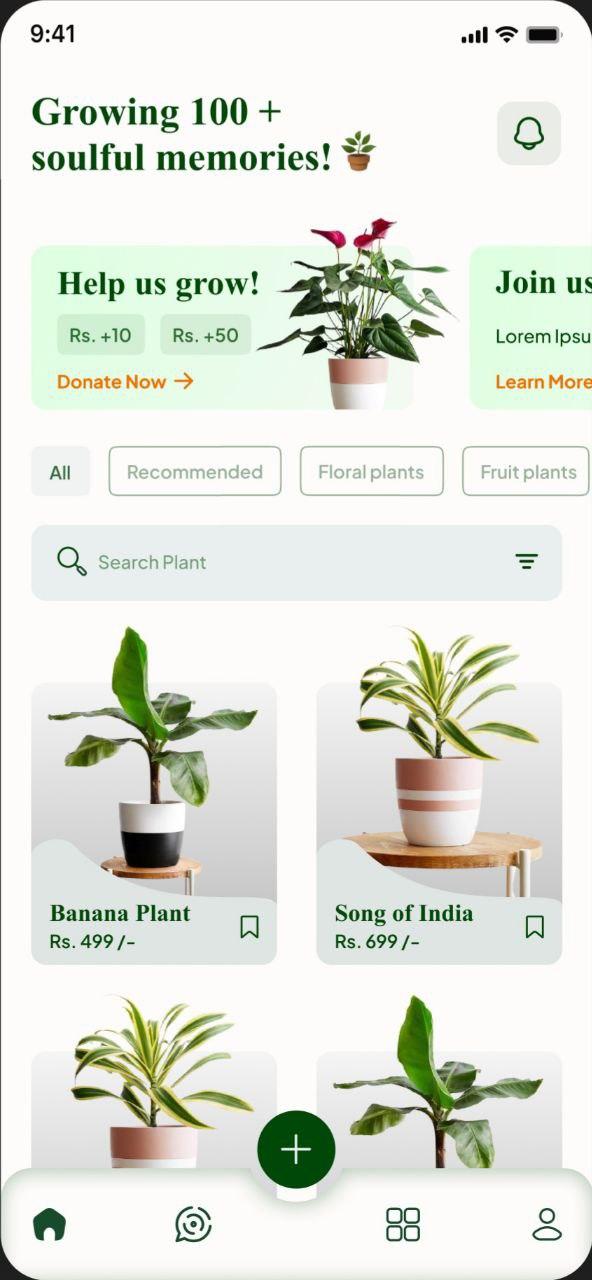 9:41
Growing 100 +
soulful memories!
Help us grow!
Rs. +10 Rs. +50
Donate Now
Join us
Lorem Ipsu
Learn More
All Recommended Floral plants Fruit plants
Search Plant
Banana Plant
Rs. 499 /-
Song of India
Rs. 699 /-